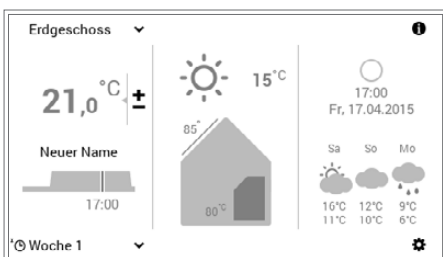 Erdgeschoss
21,0 °C ±
Neuer Name
17:00
Woche 1
15°C
85°
00°C
17:00
Fr, 17.04.2015
Sa So Mo
16°C 12°C 9°C
11°C 10°C 6°C